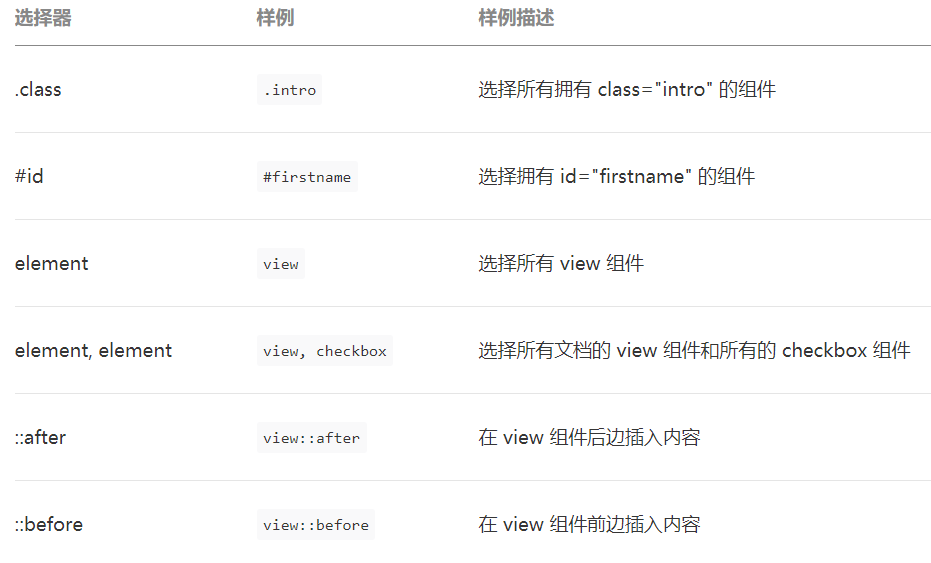 选择器 样例 样例描述
.class .intro 选择所有拥有 class="intro" 的组件
#id #firstname 选择拥有 id="firstname" 的组件
element view 选择所有 view 组件
element, element view, checkbox 选择所有文档的 view 组件和所有的 checkbox 组件
::after view::after 在 view 组件后边插入内容
::before view::before 在 view 组件前边插入内容